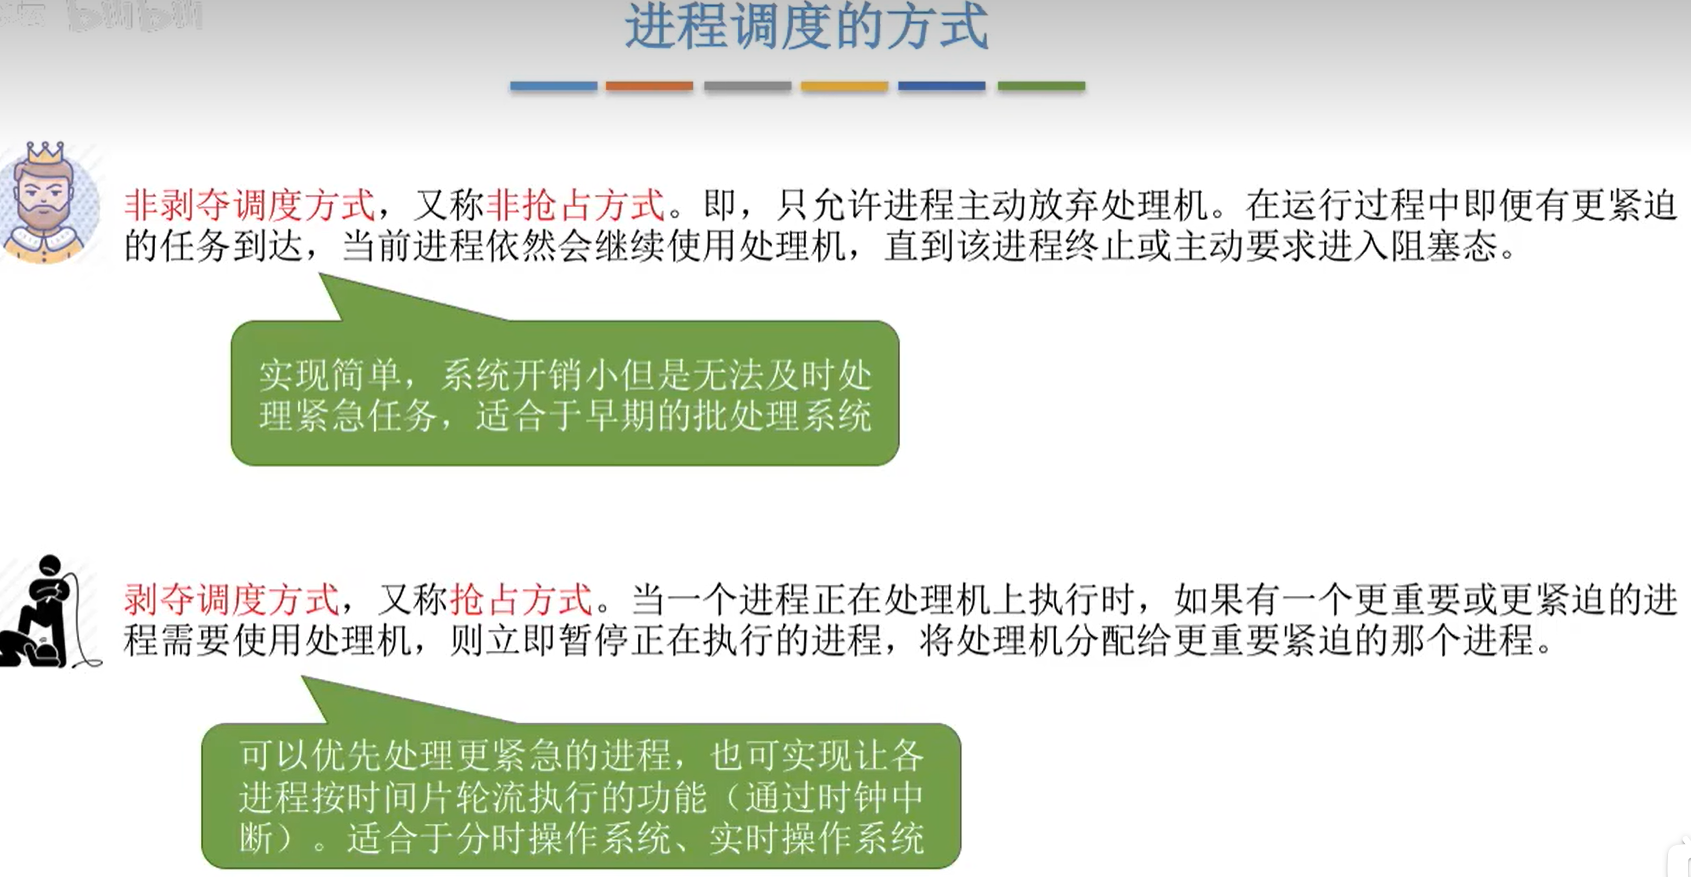 进程调度的方式
非剥夺调度方式，又称非抢占方式。即，只允许进程主动放弃处理机。在运行过程中即便有更紧迫
的任务到达，当前进程依然会继续使用处理机，直到该进程终止或主动要求进入阻塞态。
实现简单，系统开销小但是无法及时处
理紧急任务，适合于早期的批处理系统
剥夺调度方式，又称抢占方式。当一个进程正在处理机上执行时，如果有一个更重要或更紧迫的进
程需要使用处理机，则立即暂停正在执行的进程，将处理机分配给更重要紧迫的那个进程。
可以优先处理更紧急的进程，也可实现让各
进程按时间片轮流执行的功能（通过时钟中
断）。适合于分时操作系统、实时操作系统